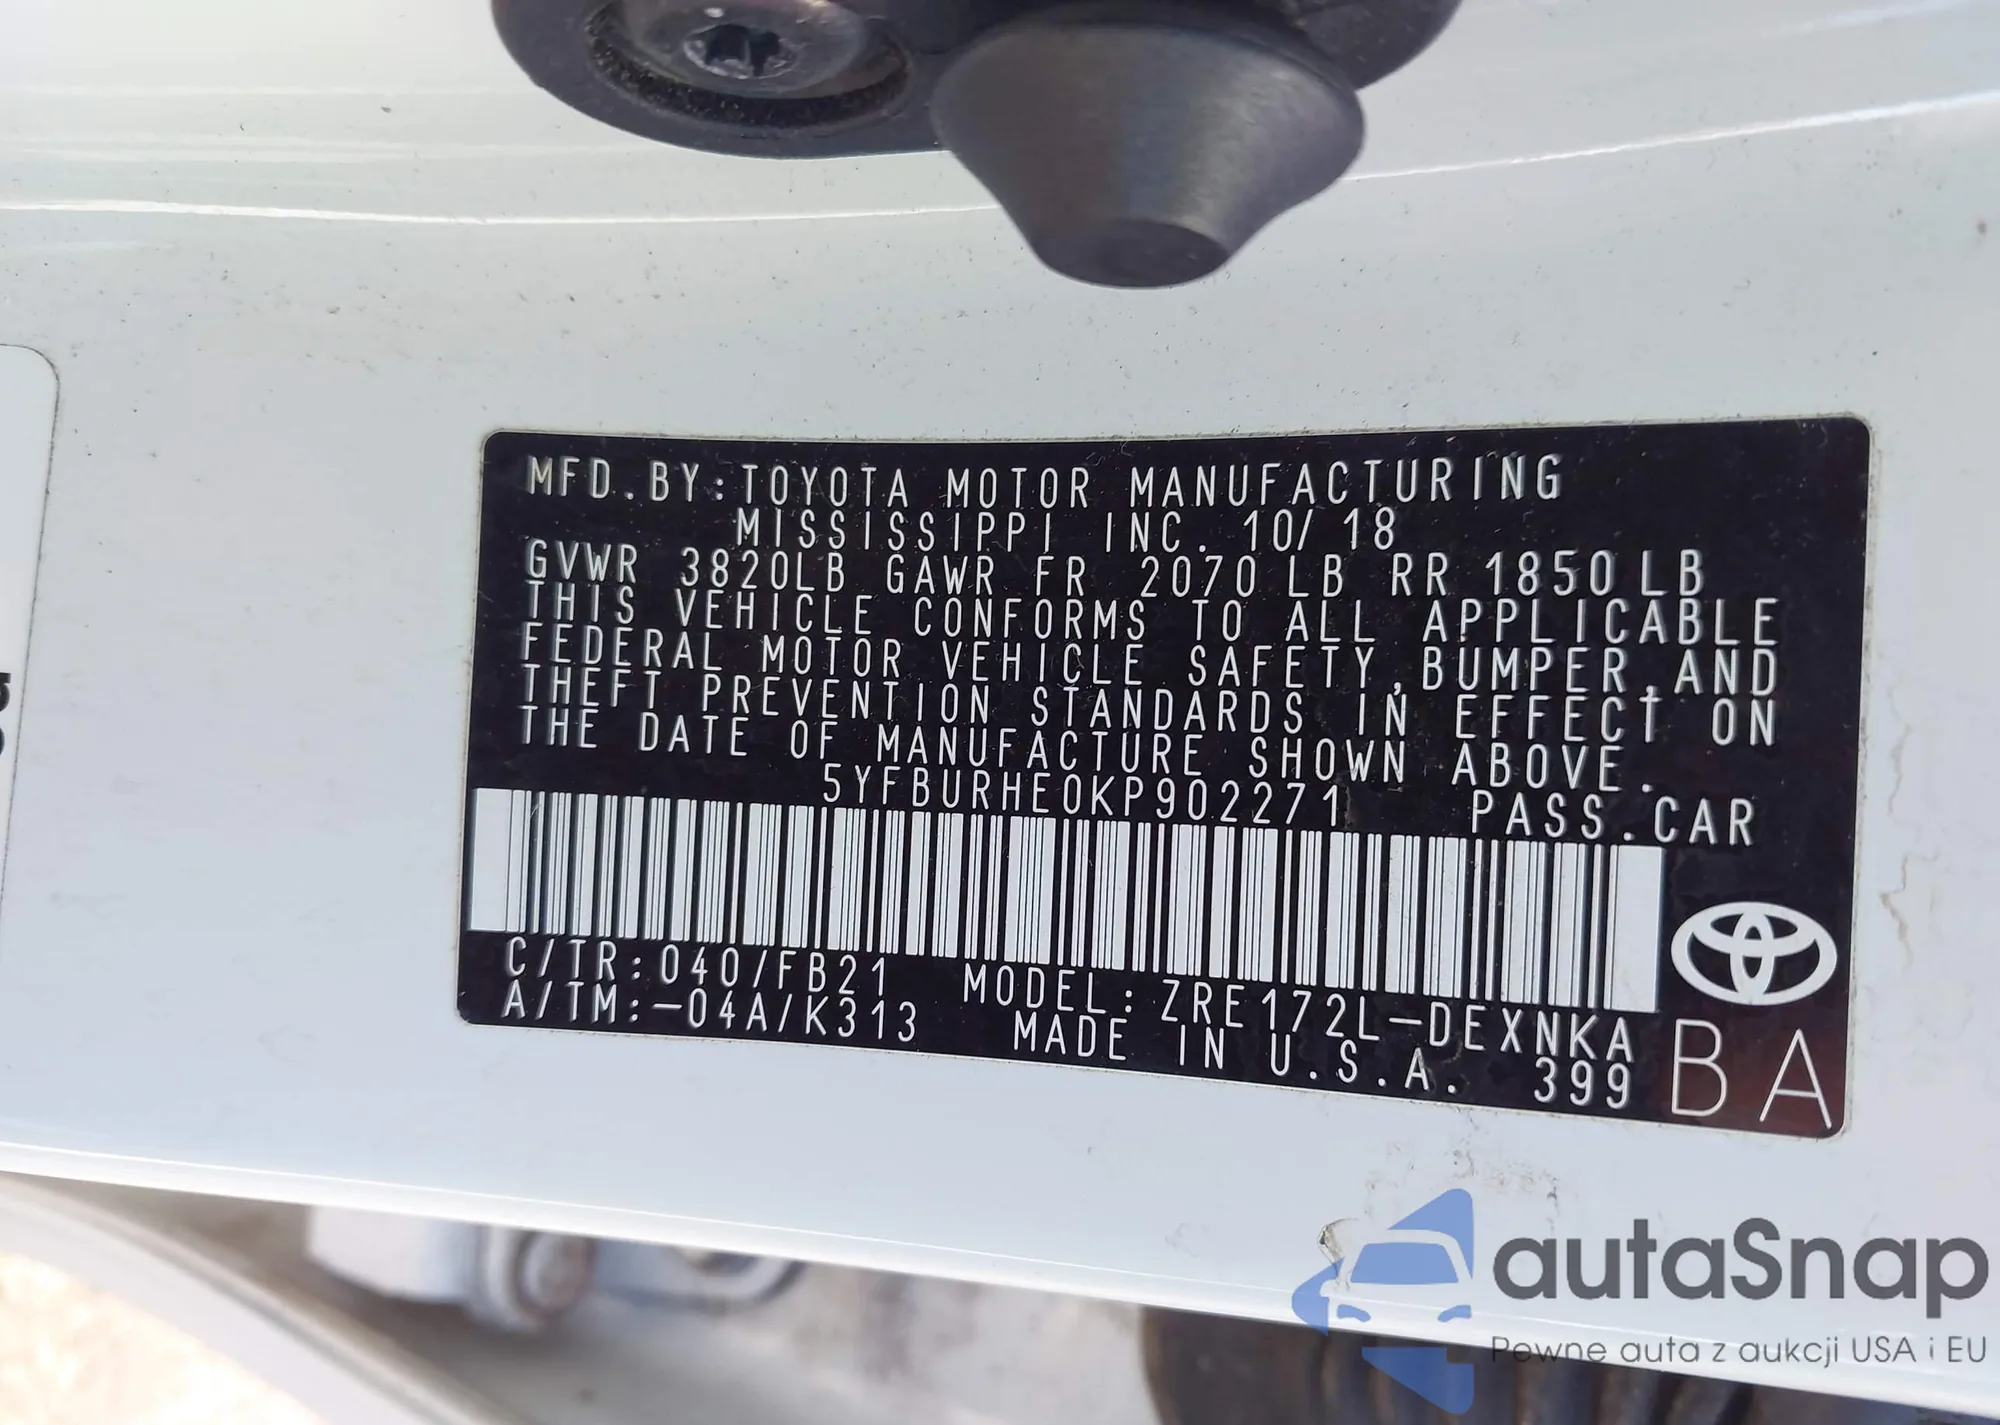 MFD.BY:TOYOTA MOTOR MANUFACTURING
MISSISSIPPI INC. 10/18
GVWR 3820LB GAWR FR 2070LB RR 1850LB
THIS VEHICLE CONFORMS TO ALL APPLICABLE
FEDERAL MOTOR VEHICLE SAFETY,BUMPER,AND
THEFT PREVENTION STANDARDS IN EFFECT ON
THE DATE OF MANUFACTURE SHOWN ABOVE.
5YFBURHE0KP902271 PASS.CAR
C/TR:040/FB21 MODEL:ZRE172L-DEXNKA
A/TM:-04A/K313 MADE IN U.S.A. 399
BA
autaSnap
Pewne auta z aukcji USA i EU